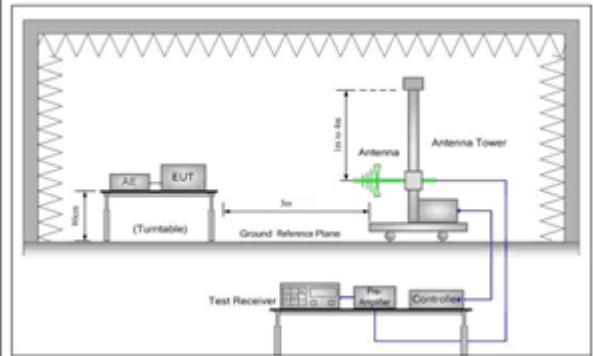 1m to 4m
Antenna Tower
Antenna
AE
EUT
80cm
3m
(Turntable)
Ground Reference Plane
Test Receiver
Pre-
Amplifier
Controller